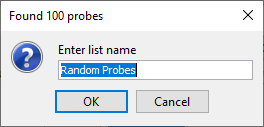 Found 100 probes
Enter list name
Random Probes
OK Cancel